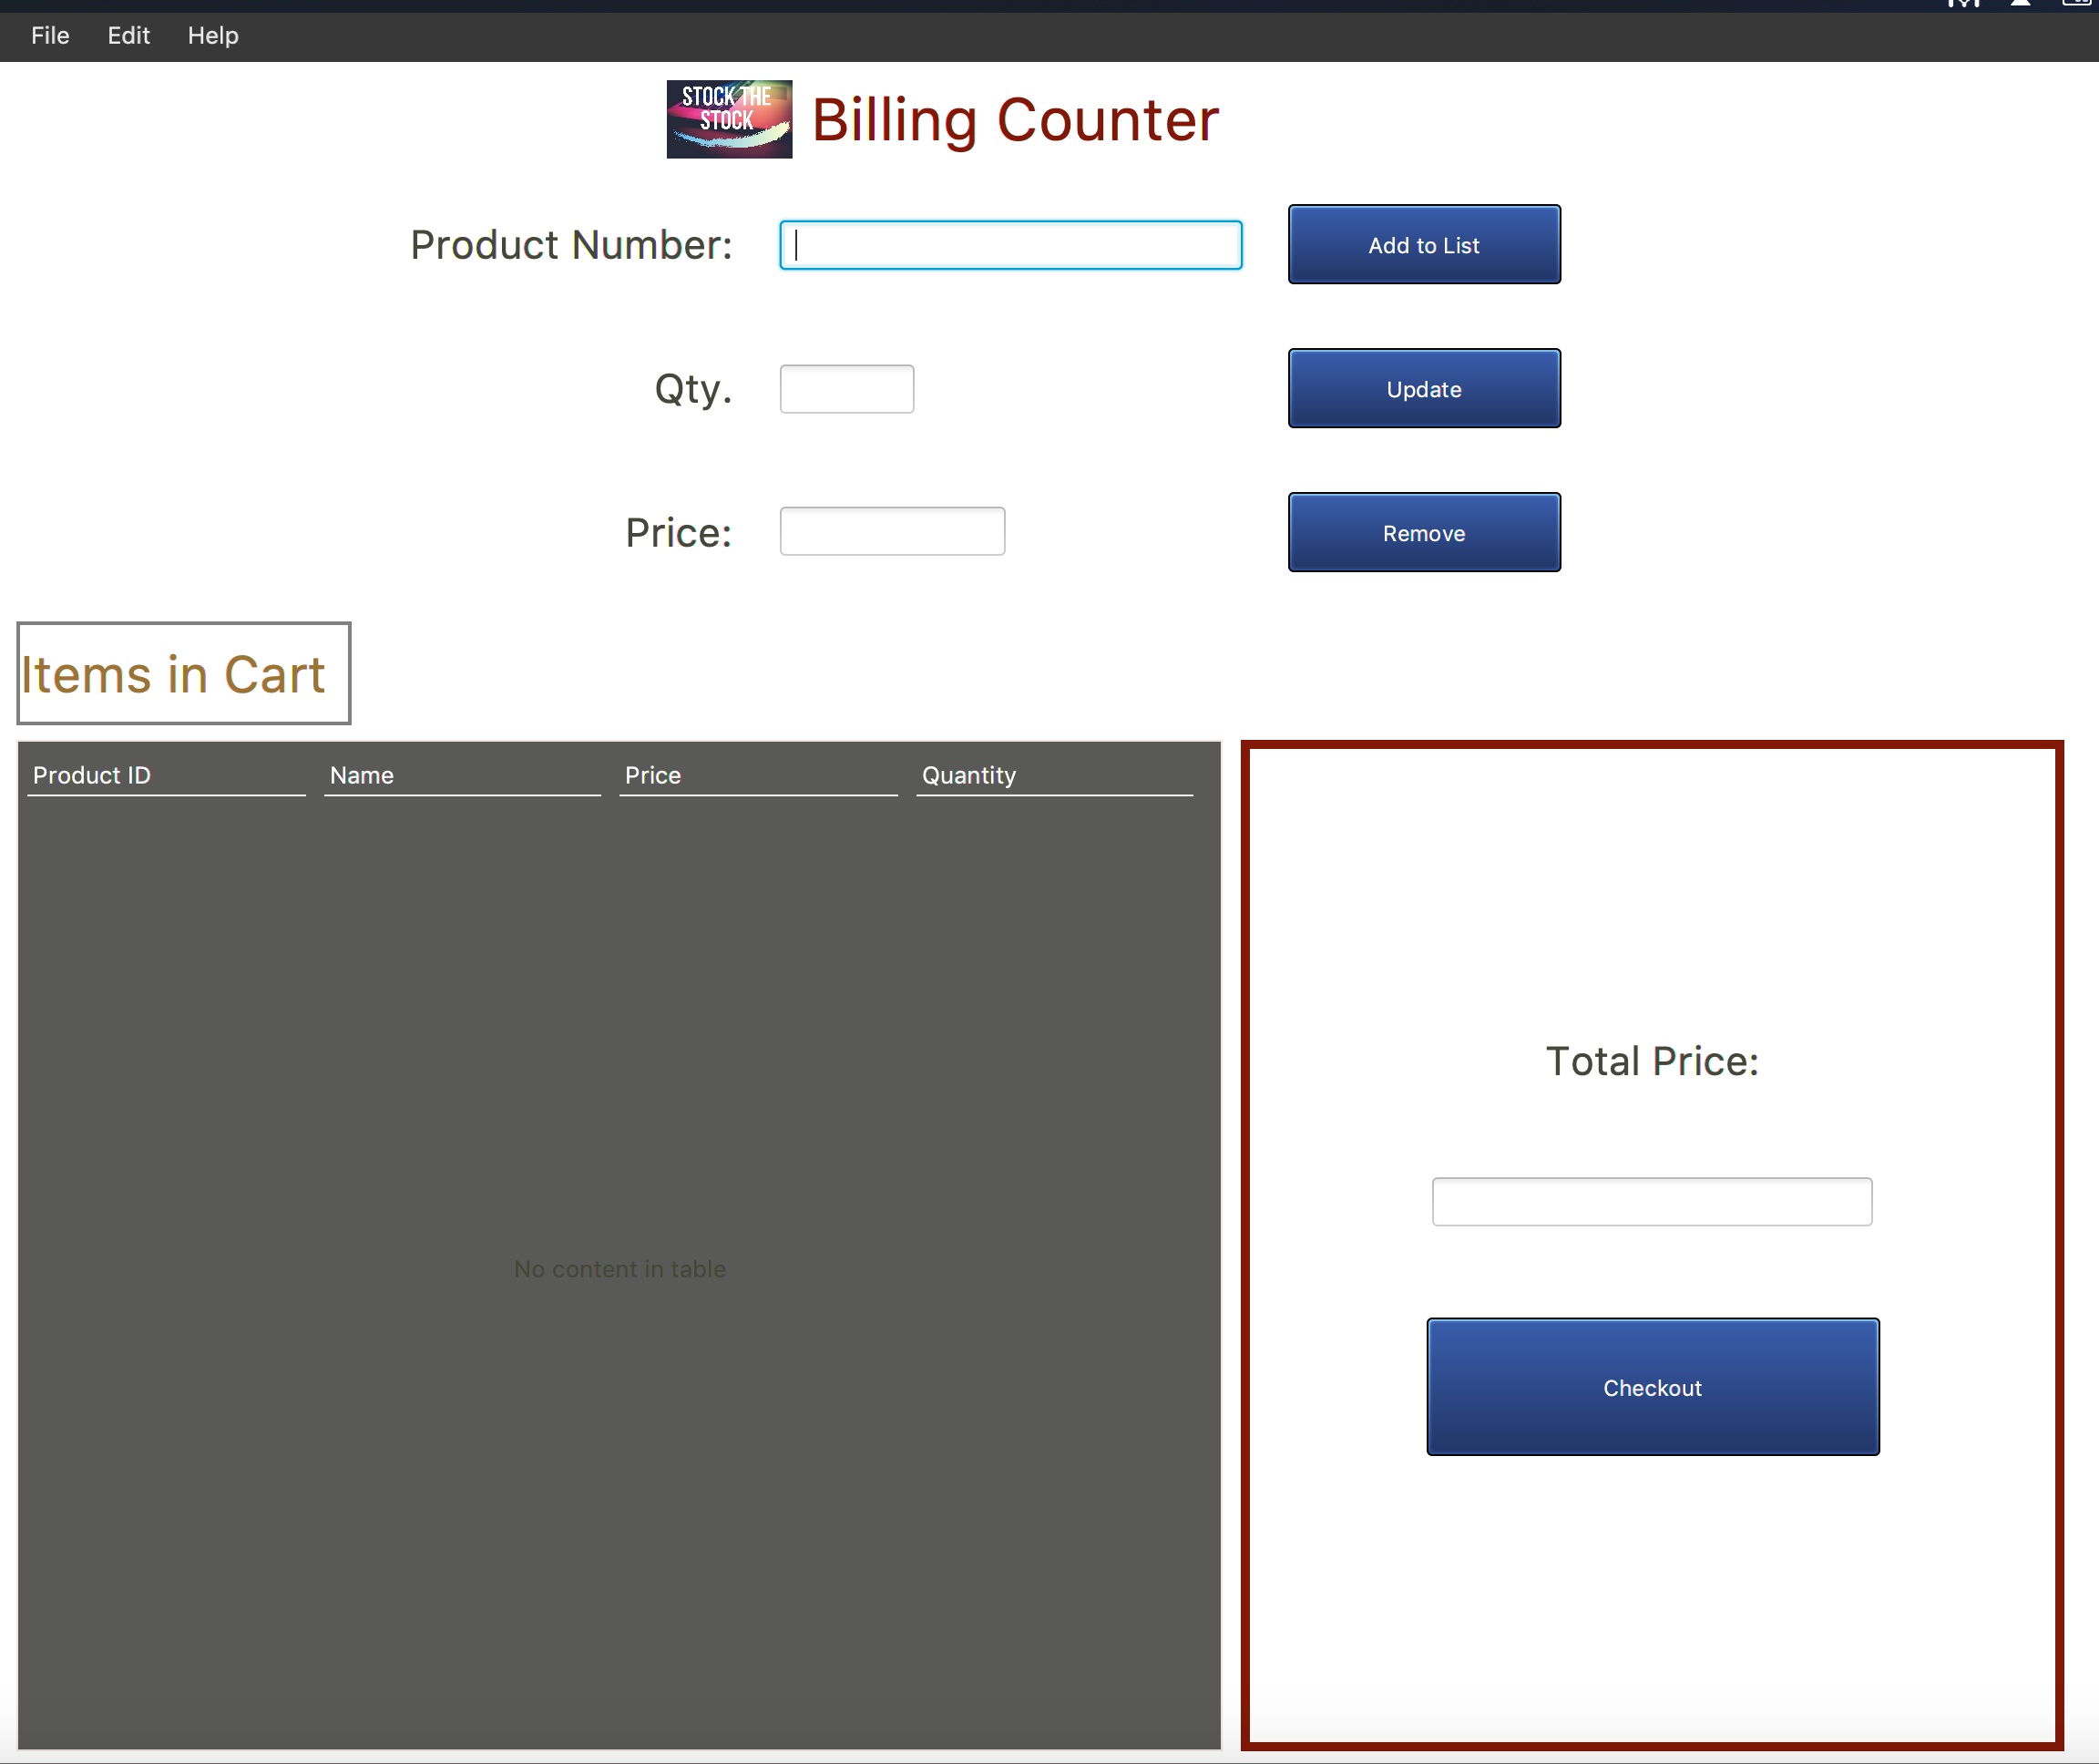 File Edit Help
STOCK THE
STOCK
Billing Counter
Product Number:
Add to List
Qty.
Update
Price:
Remove
Items in Cart
Product ID Name Price Quantity
No content in table
Total Price:
Checkout